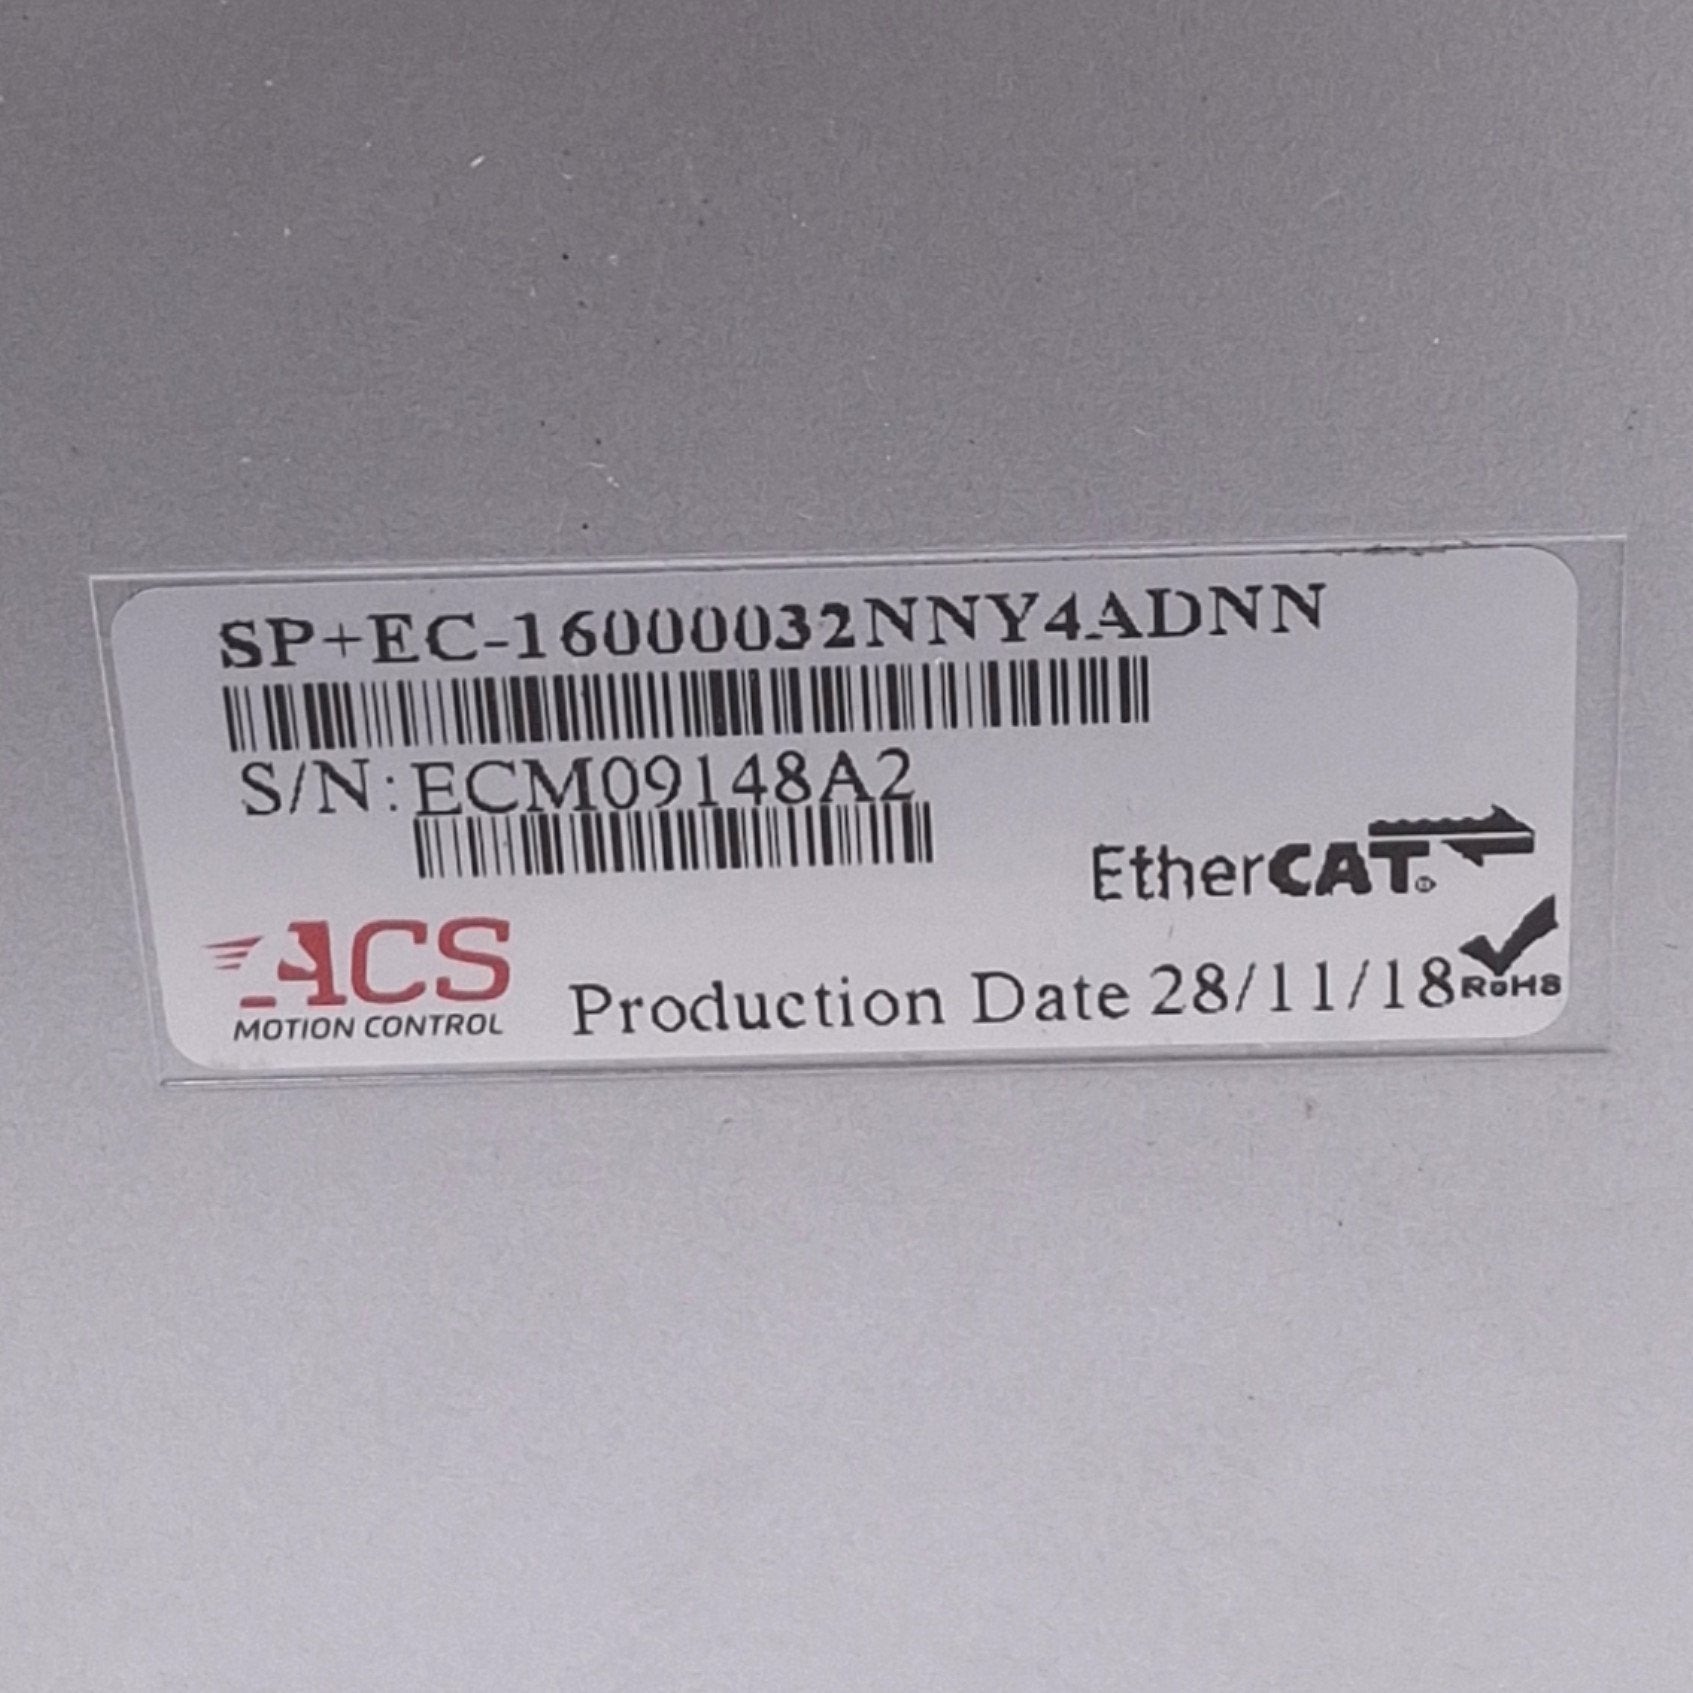 SP+EC-16000032NNY4ADNN
S/N:ECM09148A2
EtherCAT®
ACS
MOTION CONTROL
Production Date 28/11/18
RoHS